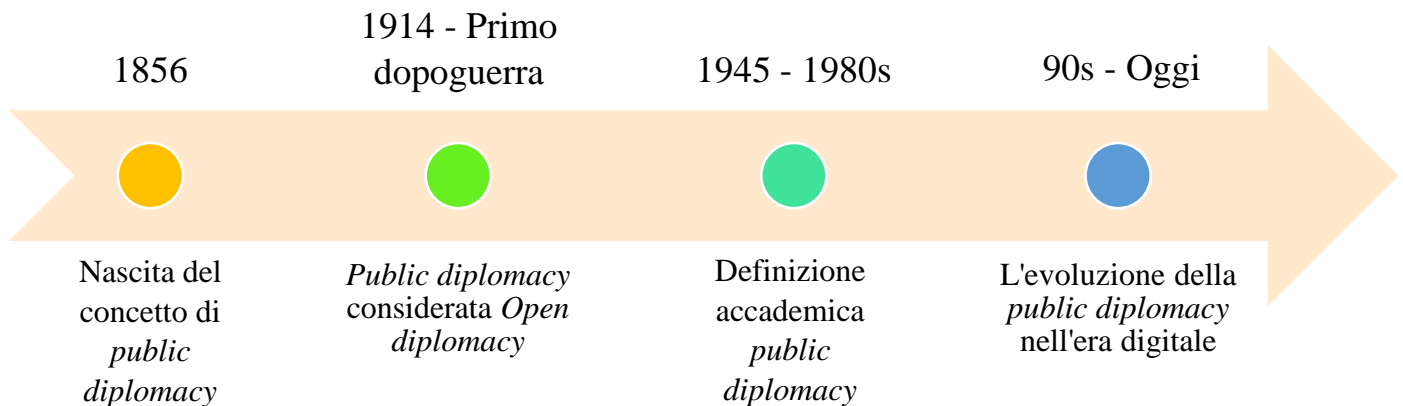 1856
1914 - Primo
dopoguerra
1945 - 1980s
90s - Oggi
Nascita del
concetto di
public
diplomacy
Public diplomacy
considerata Open
diplomacy
Definizione
accademica
public
diplomacy
L'evoluzione della
public diplomacy
nell'era digitale